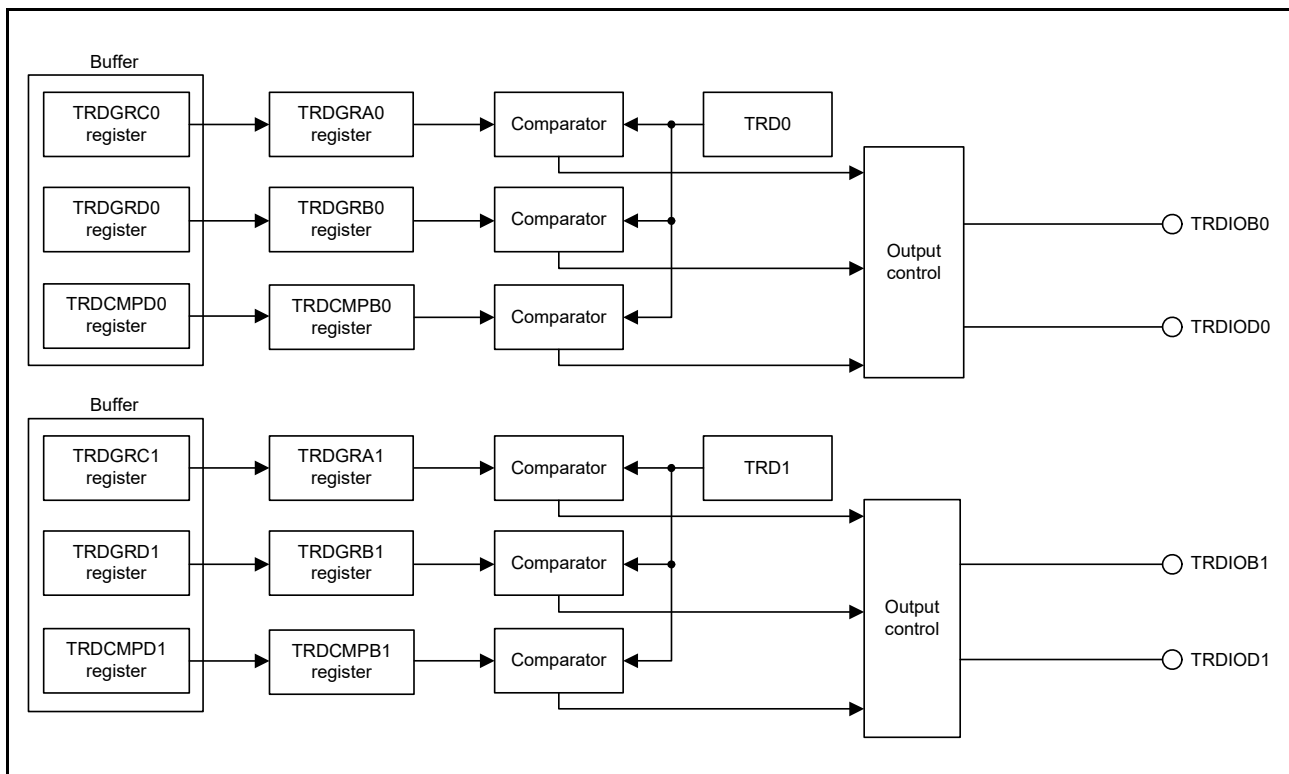 Buffer
TRDGRC0
register
TRDGRA0
register
Comparator
TRD0
TRDGRD0
register
TRDGRB0
register
Comparator
TRDCMPD0
register
TRDCMPB0
register
Comparator
Output
control
TRDIOB0
TRDIOD0
Buffer
TRDGRC1
register
TRDGRA1
register
Comparator
TRD1
TRDGRD1
register
TRDGRB1
register
Comparator
TRDCMPD1
register
TRDCMPB1
register
Comparator
Output
control
TRDIOB1
TRDIOD1